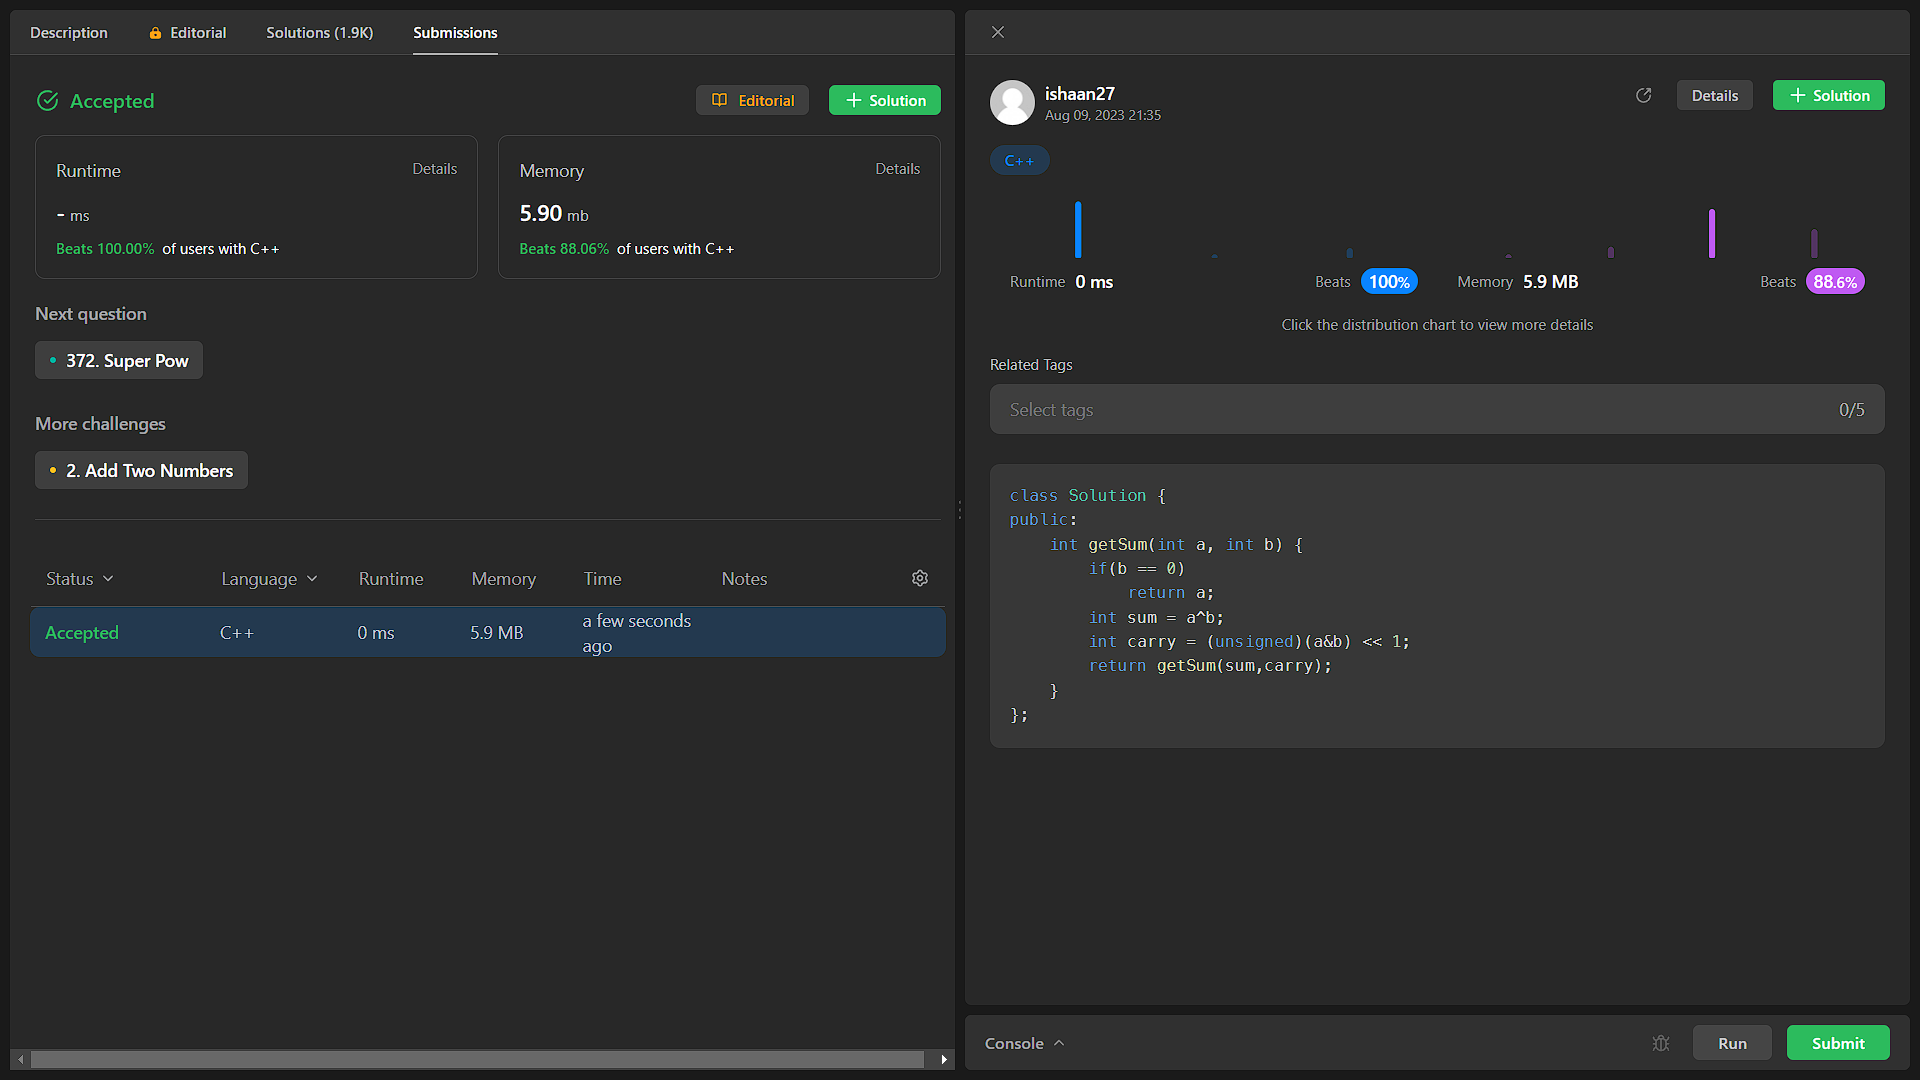 Description
Editorial
Solutions (1.9K)
Submissions
Accepted
Editorial
Solution
Runtime
Details
- ms
Beats 100.00% of users with C++
Memory
Details
5.90 mb
Beats 88.06% of users with C++
Next question
372. Super Pow
More challenges
2. Add Two Numbers
Status
Language
Runtime
Memory
Time
Notes
Accepted
C++
0 ms
5.9 MB
a few seconds
ago
ishaan27
Aug 09, 2023 21:35
Details
Solution
C++
Runtime 0 ms
Beats 100%
Memory 5.9 MB
Beats 88.6%
Click the distribution chart to view more details
Related Tags
Select tags
0/5
class Solution {
public:
    int getSum(int a, int b) {
        if(b == 0)
            return a;
        int sum = a^b;
        int carry = (unsigned)(a&b) << 1;
        return getSum(sum,carry);
    }
};
Console
Run
Submit